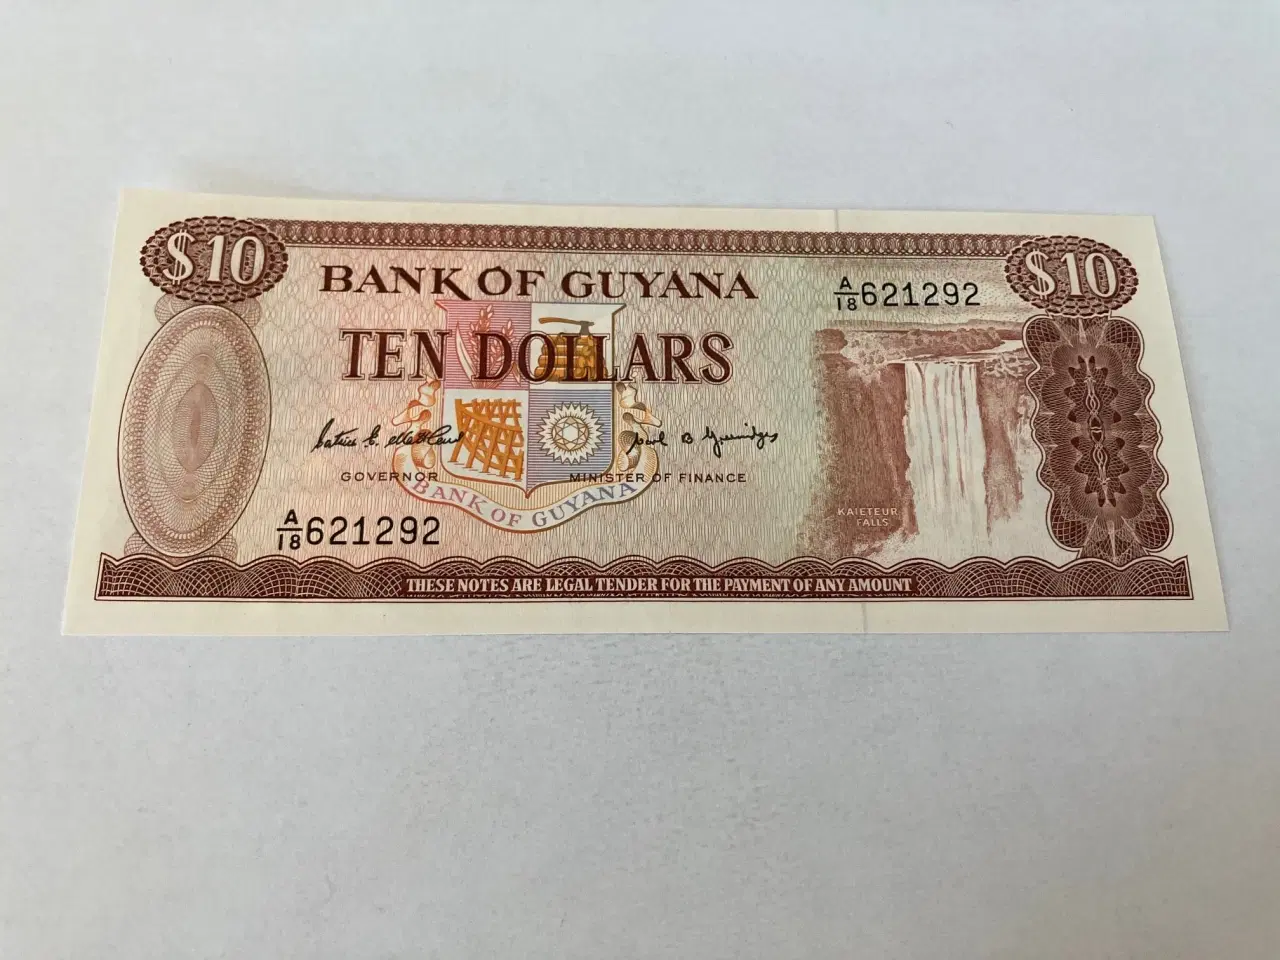 $10
BANK OF GUYANA
A/18 621292
$10
TEN DOLLARS
GOVERNOR
MINISTER OF FINANCE
BANK OF GUYANA
KAIETEUR
FALLS
A/18 621292
THESE NOTES ARE LEGAL TENDER FOR THE PAYMENT OF ANY AMOUNT